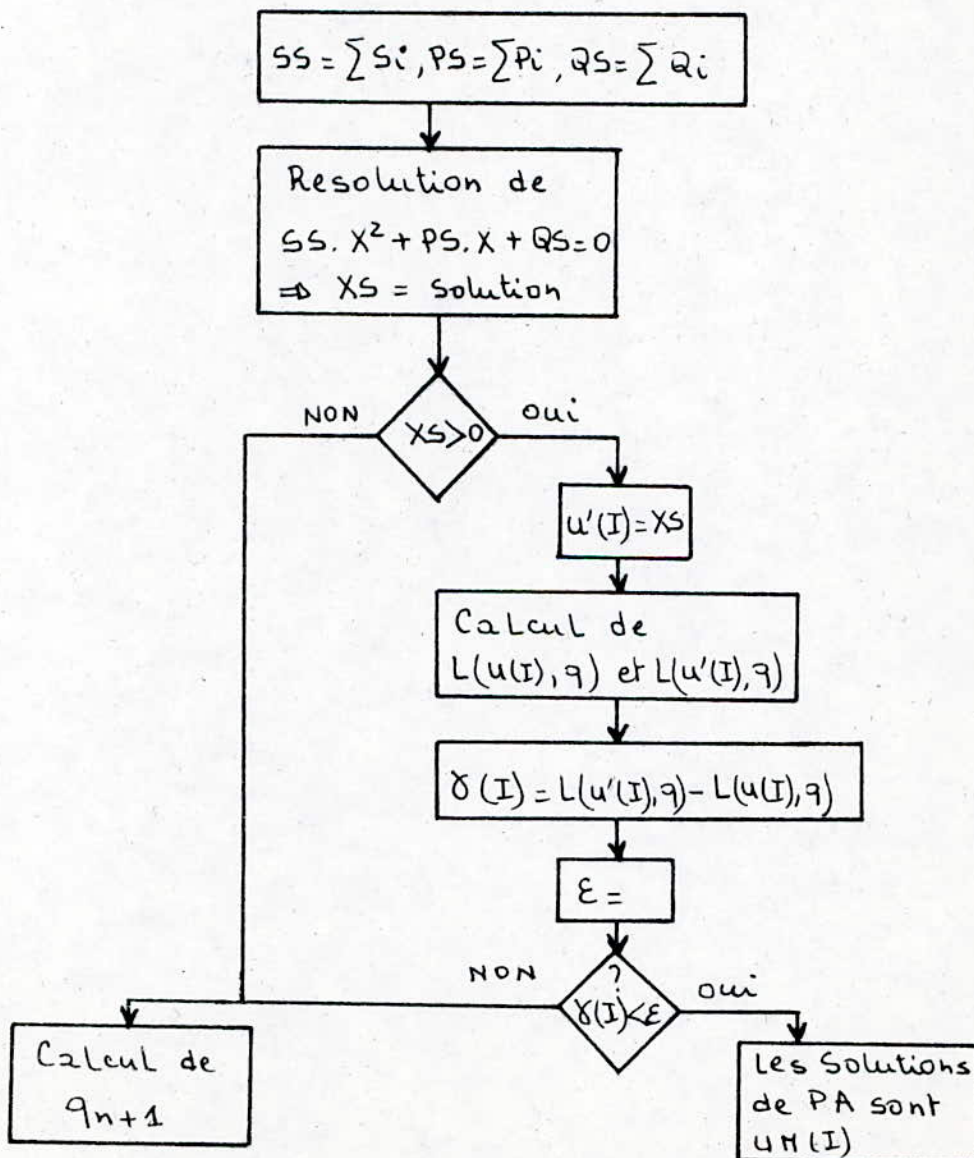 SS = ∑ Si, PS = ∑ Pi, QS = ∑ Qi
Resolution de
SS. X² + PS. X + QS = 0
⇒ XS = solution
NON
XS>0
oui
u'(I) = XS
Calcul de
L(u(I), q) et L(u'(I), q)
γ(I) = L(u'(I), q) - L(u(I), q)
ε =
NON
?
γ(I)<ε
oui
Calcul de
qn+1
Les Solutions
de PA sont
UM(I)